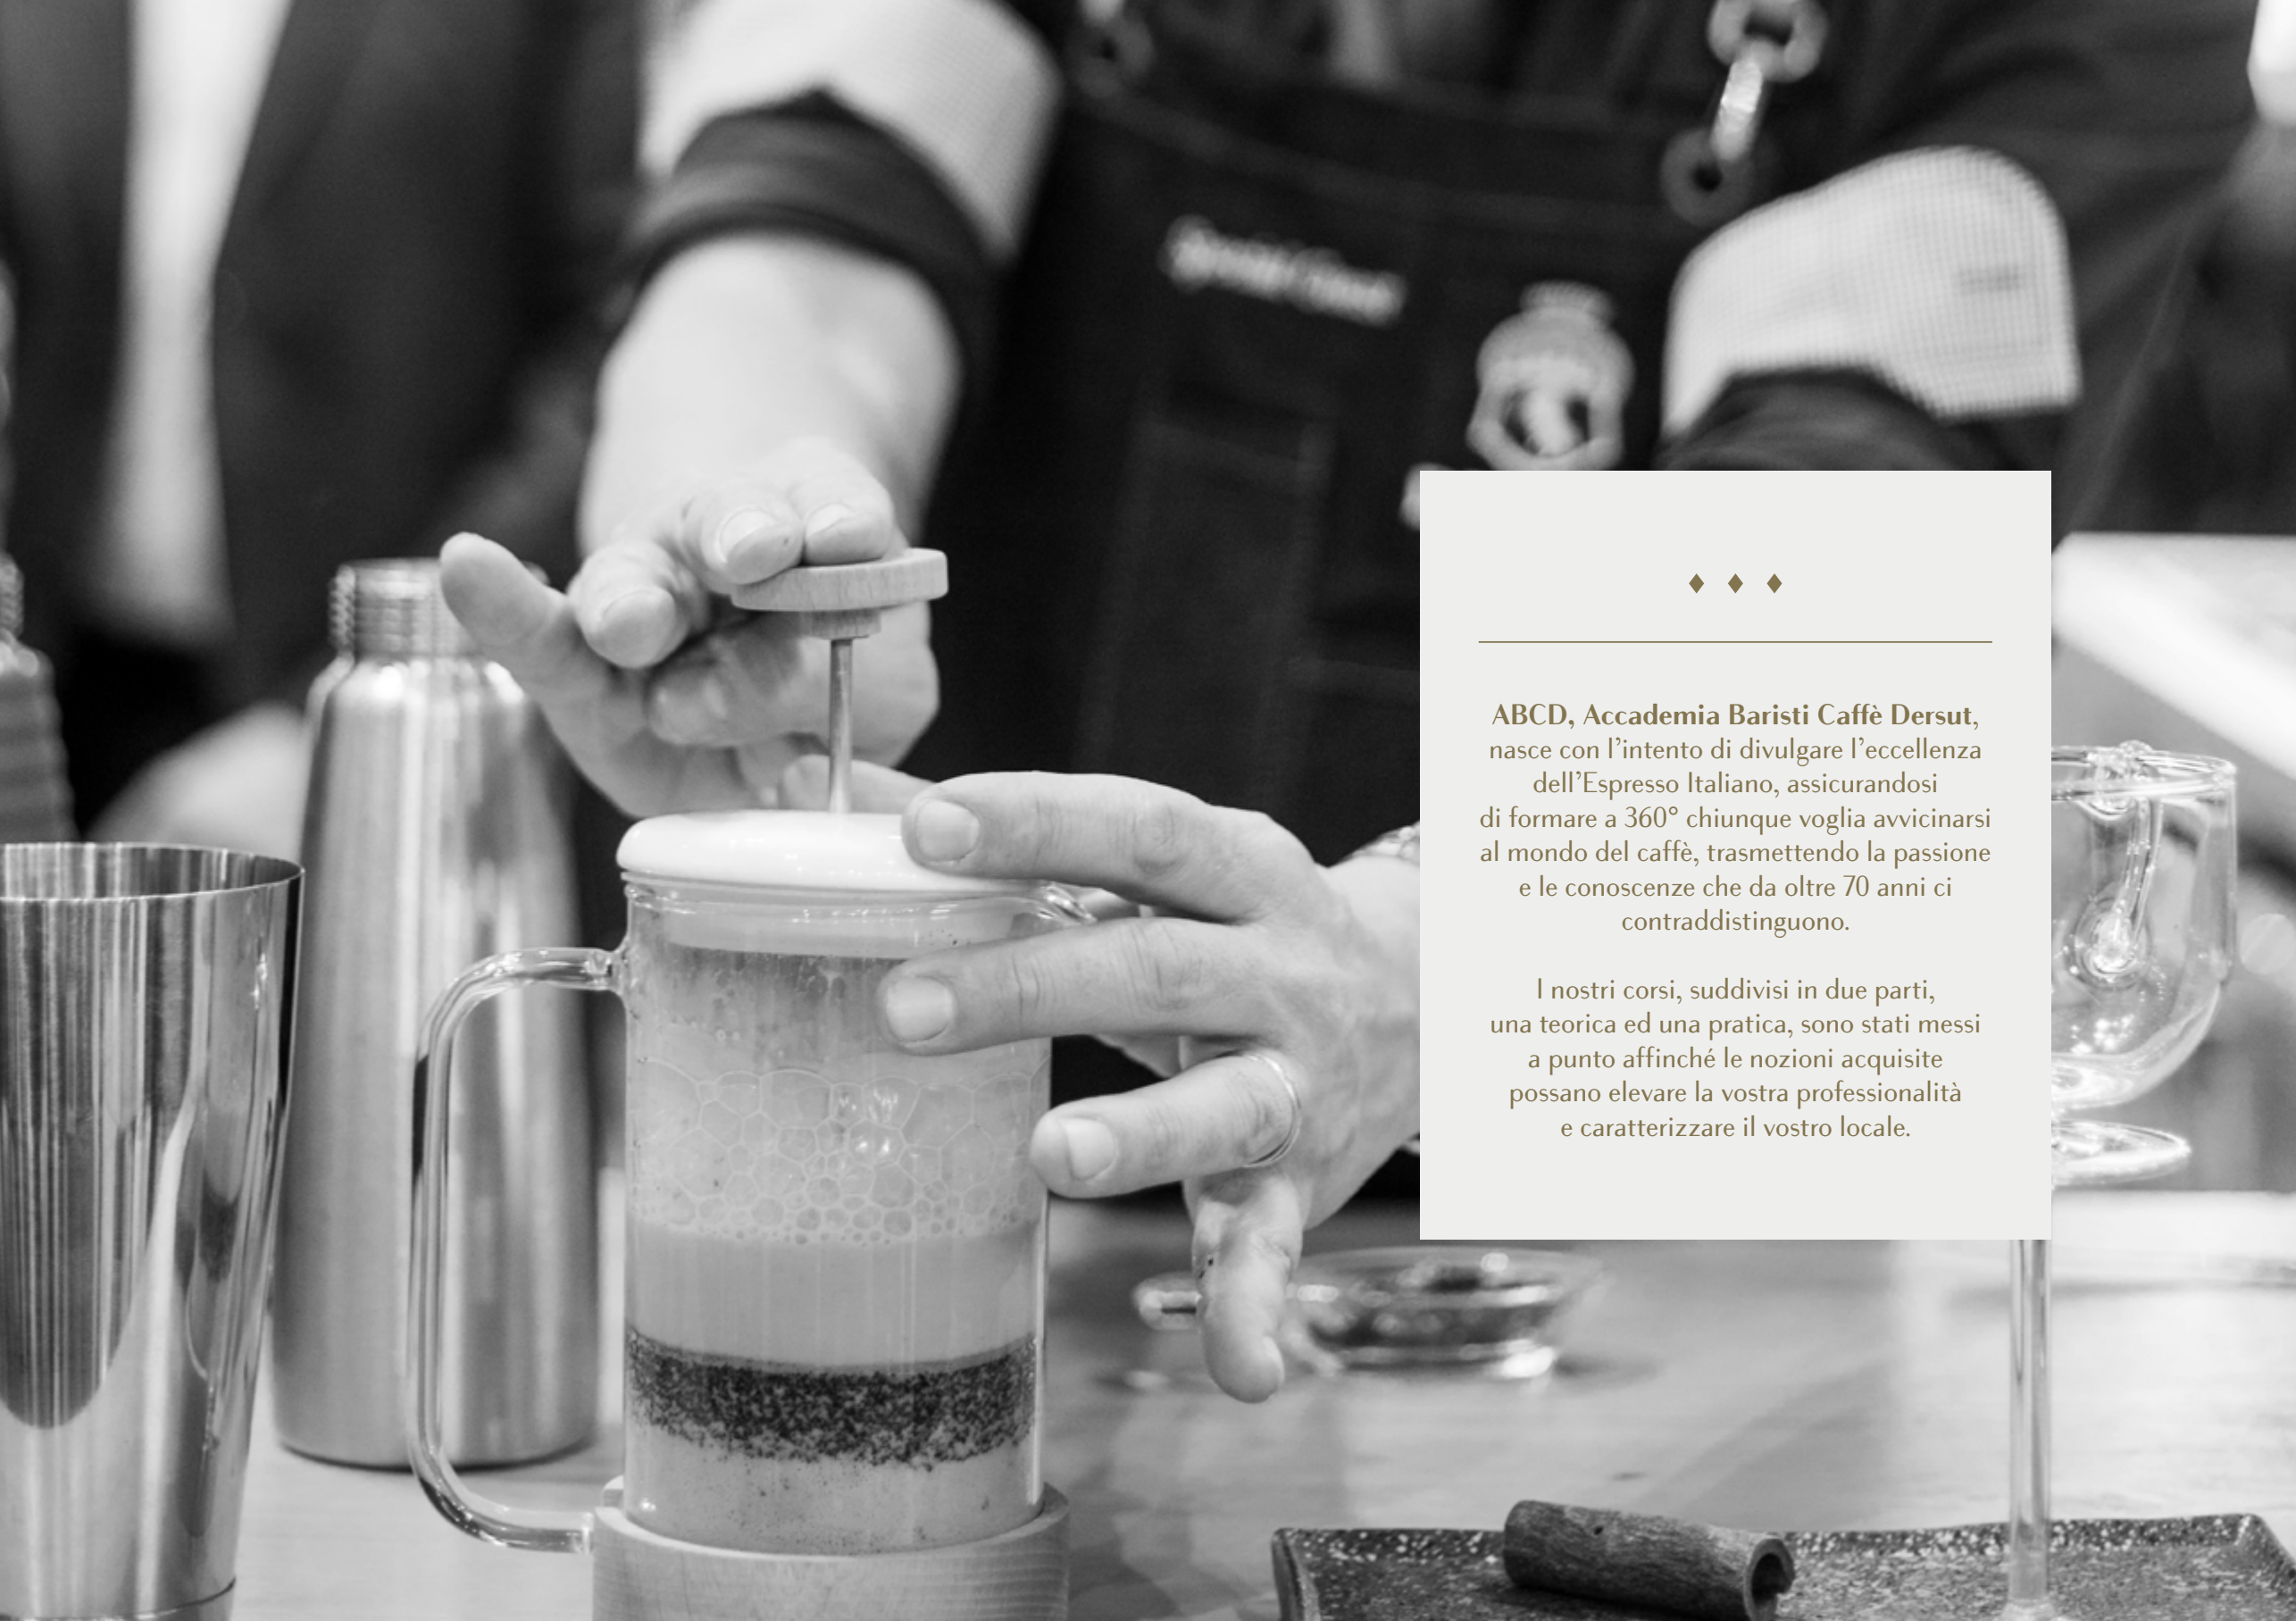 ABCD, Accademia Baristi Caffè Dersut,
nasce con l’intento di divulgare l’eccellenza
dell’Espresso Italiano, assicurandosi
di formare a 360° chiunque voglia avvicinarsi
al mondo del caffè, trasmettendo la passione
e le conoscenze che da oltre 70 anni ci
contraddistinguono.
I nostri corsi, suddivisi in due parti,
una teorica ed una pratica, sono stati messi
a punto affinché le nozioni acquisite
possano elevare la vostra professionalità
e caratterizzare il vostro locale.